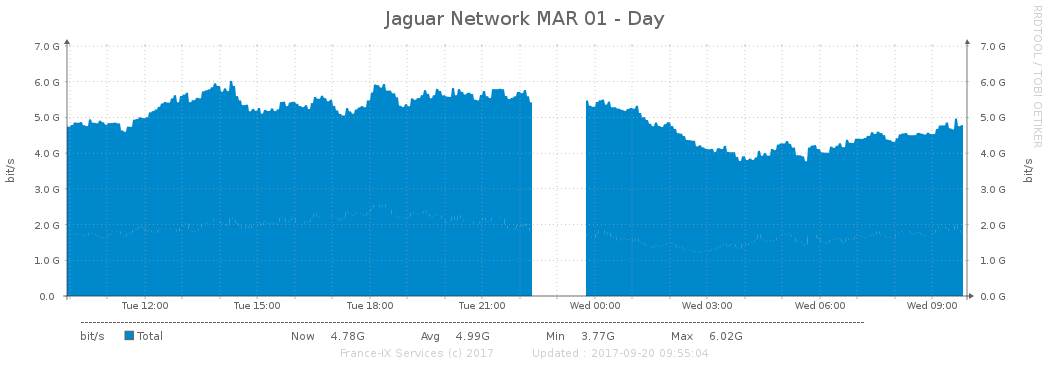 Jaguar Network MAR 01 - Day
RRDTOOL / TOBI OETIKER
bit/s
7.0 G 7.0 G
6.0 G 6.0 G
5.0 G 5.0 G
4.0 G 4.0 G
3.0 G 3.0 G
2.0 G 2.0 G
1.0 G 1.0 G
0.0 0.0 G
bit/s
Tue 12:00 Tue 15:00 Tue 18:00 Tue 21:00 Wed 00:00 Wed 03:00 Wed 06:00 Wed 09:00
bit/s Total Now 4.78G Avg 4.99G Min 3.77G Max 6.02G
France-IX Services (c) 2017 Updated : 2017-09-20 09:55:04